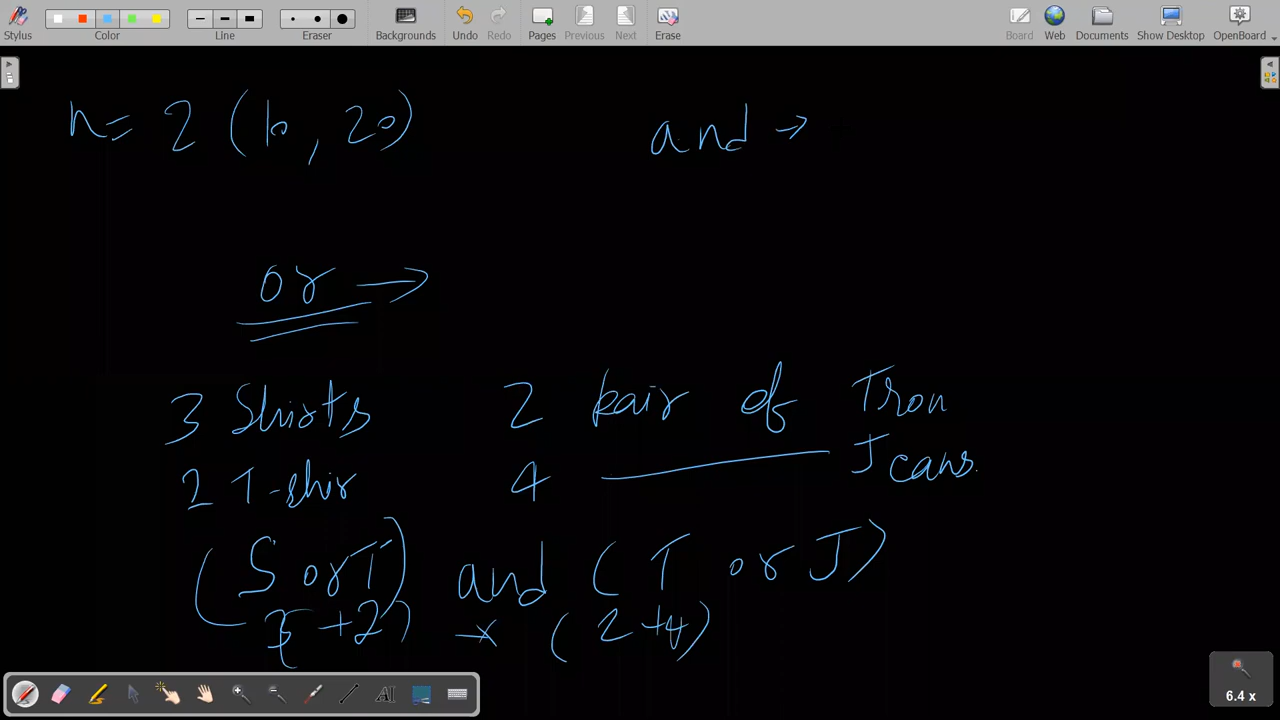 Stylus Color Line Eraser Backgrounds Undo Redo Pages Previous Next Erase Board Web Documents Show Desktop OpenBoard
n = 2 (10, 20) and →
or →
3 Shirts 2 pair of Trou
2 T-shir 4 Jeans
(S or T) and (T or J)
(3 + 2) × (2 + 4)
6.4 x